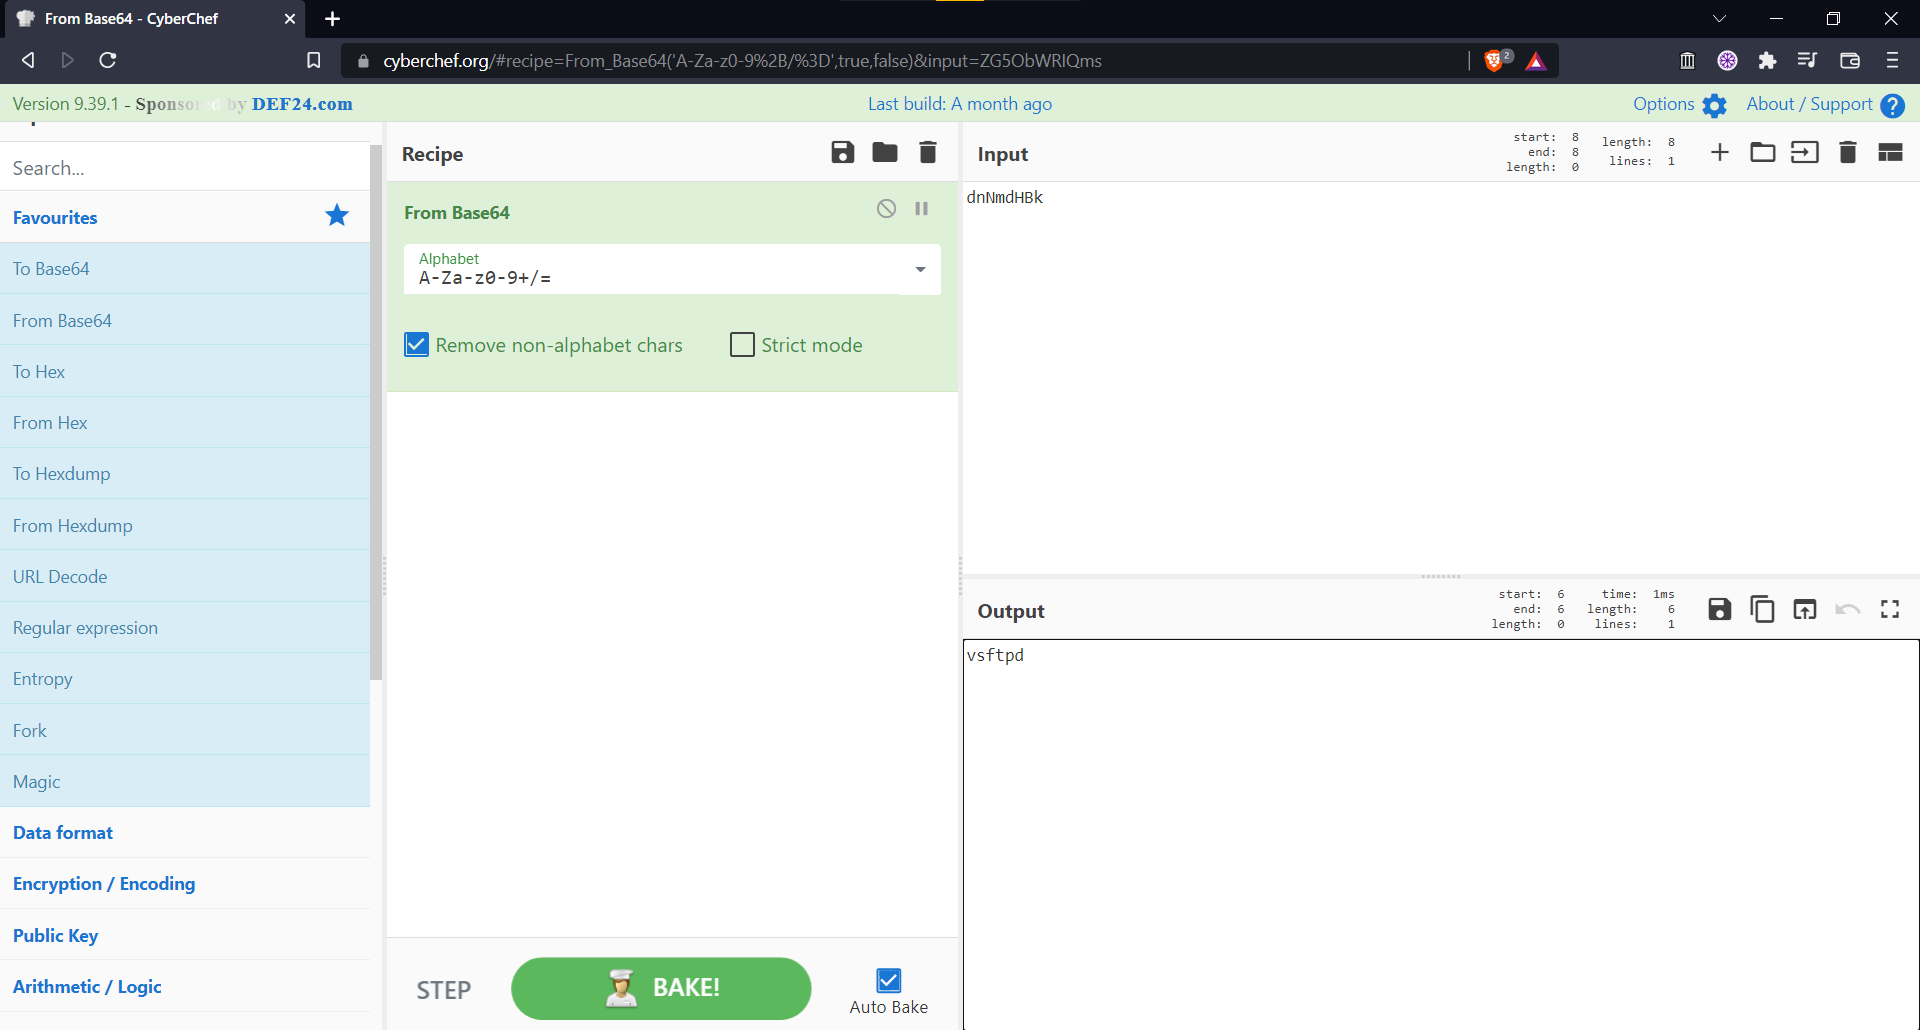 From Base64 - CyberChef
cyberchef.org/#recipe=From_Base64('A-Za-z0-9%2B/%3D',true,false)&input=ZG5ObWRIQms
2
Version 9.39.1 - Sponsored by DEF24.com
Last build: A month ago
Options
About / Support
Search...
Favourites
To Base64
From Base64
To Hex
From Hex
To Hexdump
From Hexdump
URL Decode
Regular expression
Entropy
Fork
Magic
Data format
Encryption / Encoding
Public Key
Arithmetic / Logic
Recipe
From Base64
Alphabet
A-Za-z0-9+/=
Remove non-alphabet chars
Strict mode
STEP
BAKE!
Auto Bake
Input
start: 8
end: 8
length: 0
length: 8
lines: 1
dnNmdHBk
Output
start: 6
end: 6
length: 0
time: 1ms
length: 6
lines: 1
vsftpd